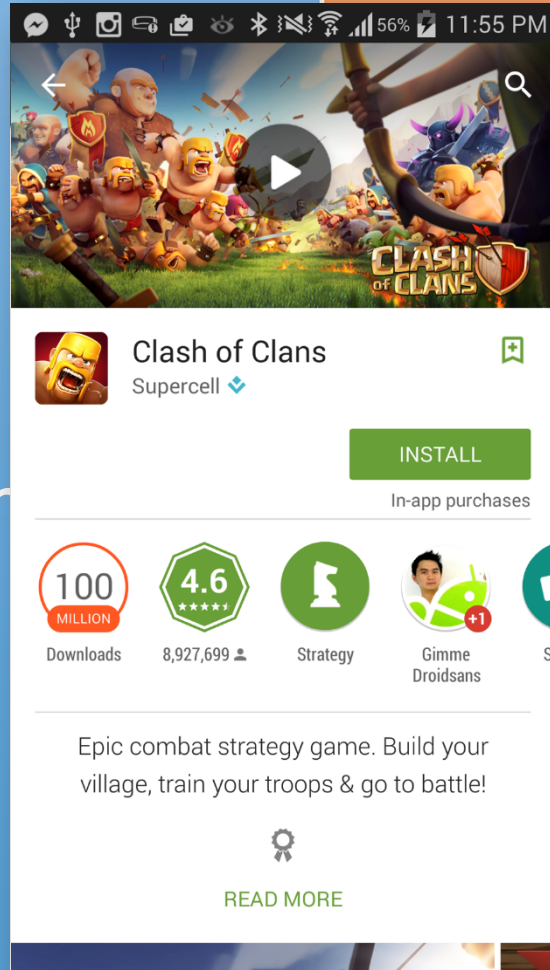 56% 11:55 PM
CLASH
OF CLANS
Clash of Clans
Supercell
INSTALL
In-app purchases
100
MILLION
4.6
+1
Downloads
8,927,699
Strategy
Gimme
Droidsans
Epic combat strategy game. Build your
village, train your troops & go to battle!
READ MORE